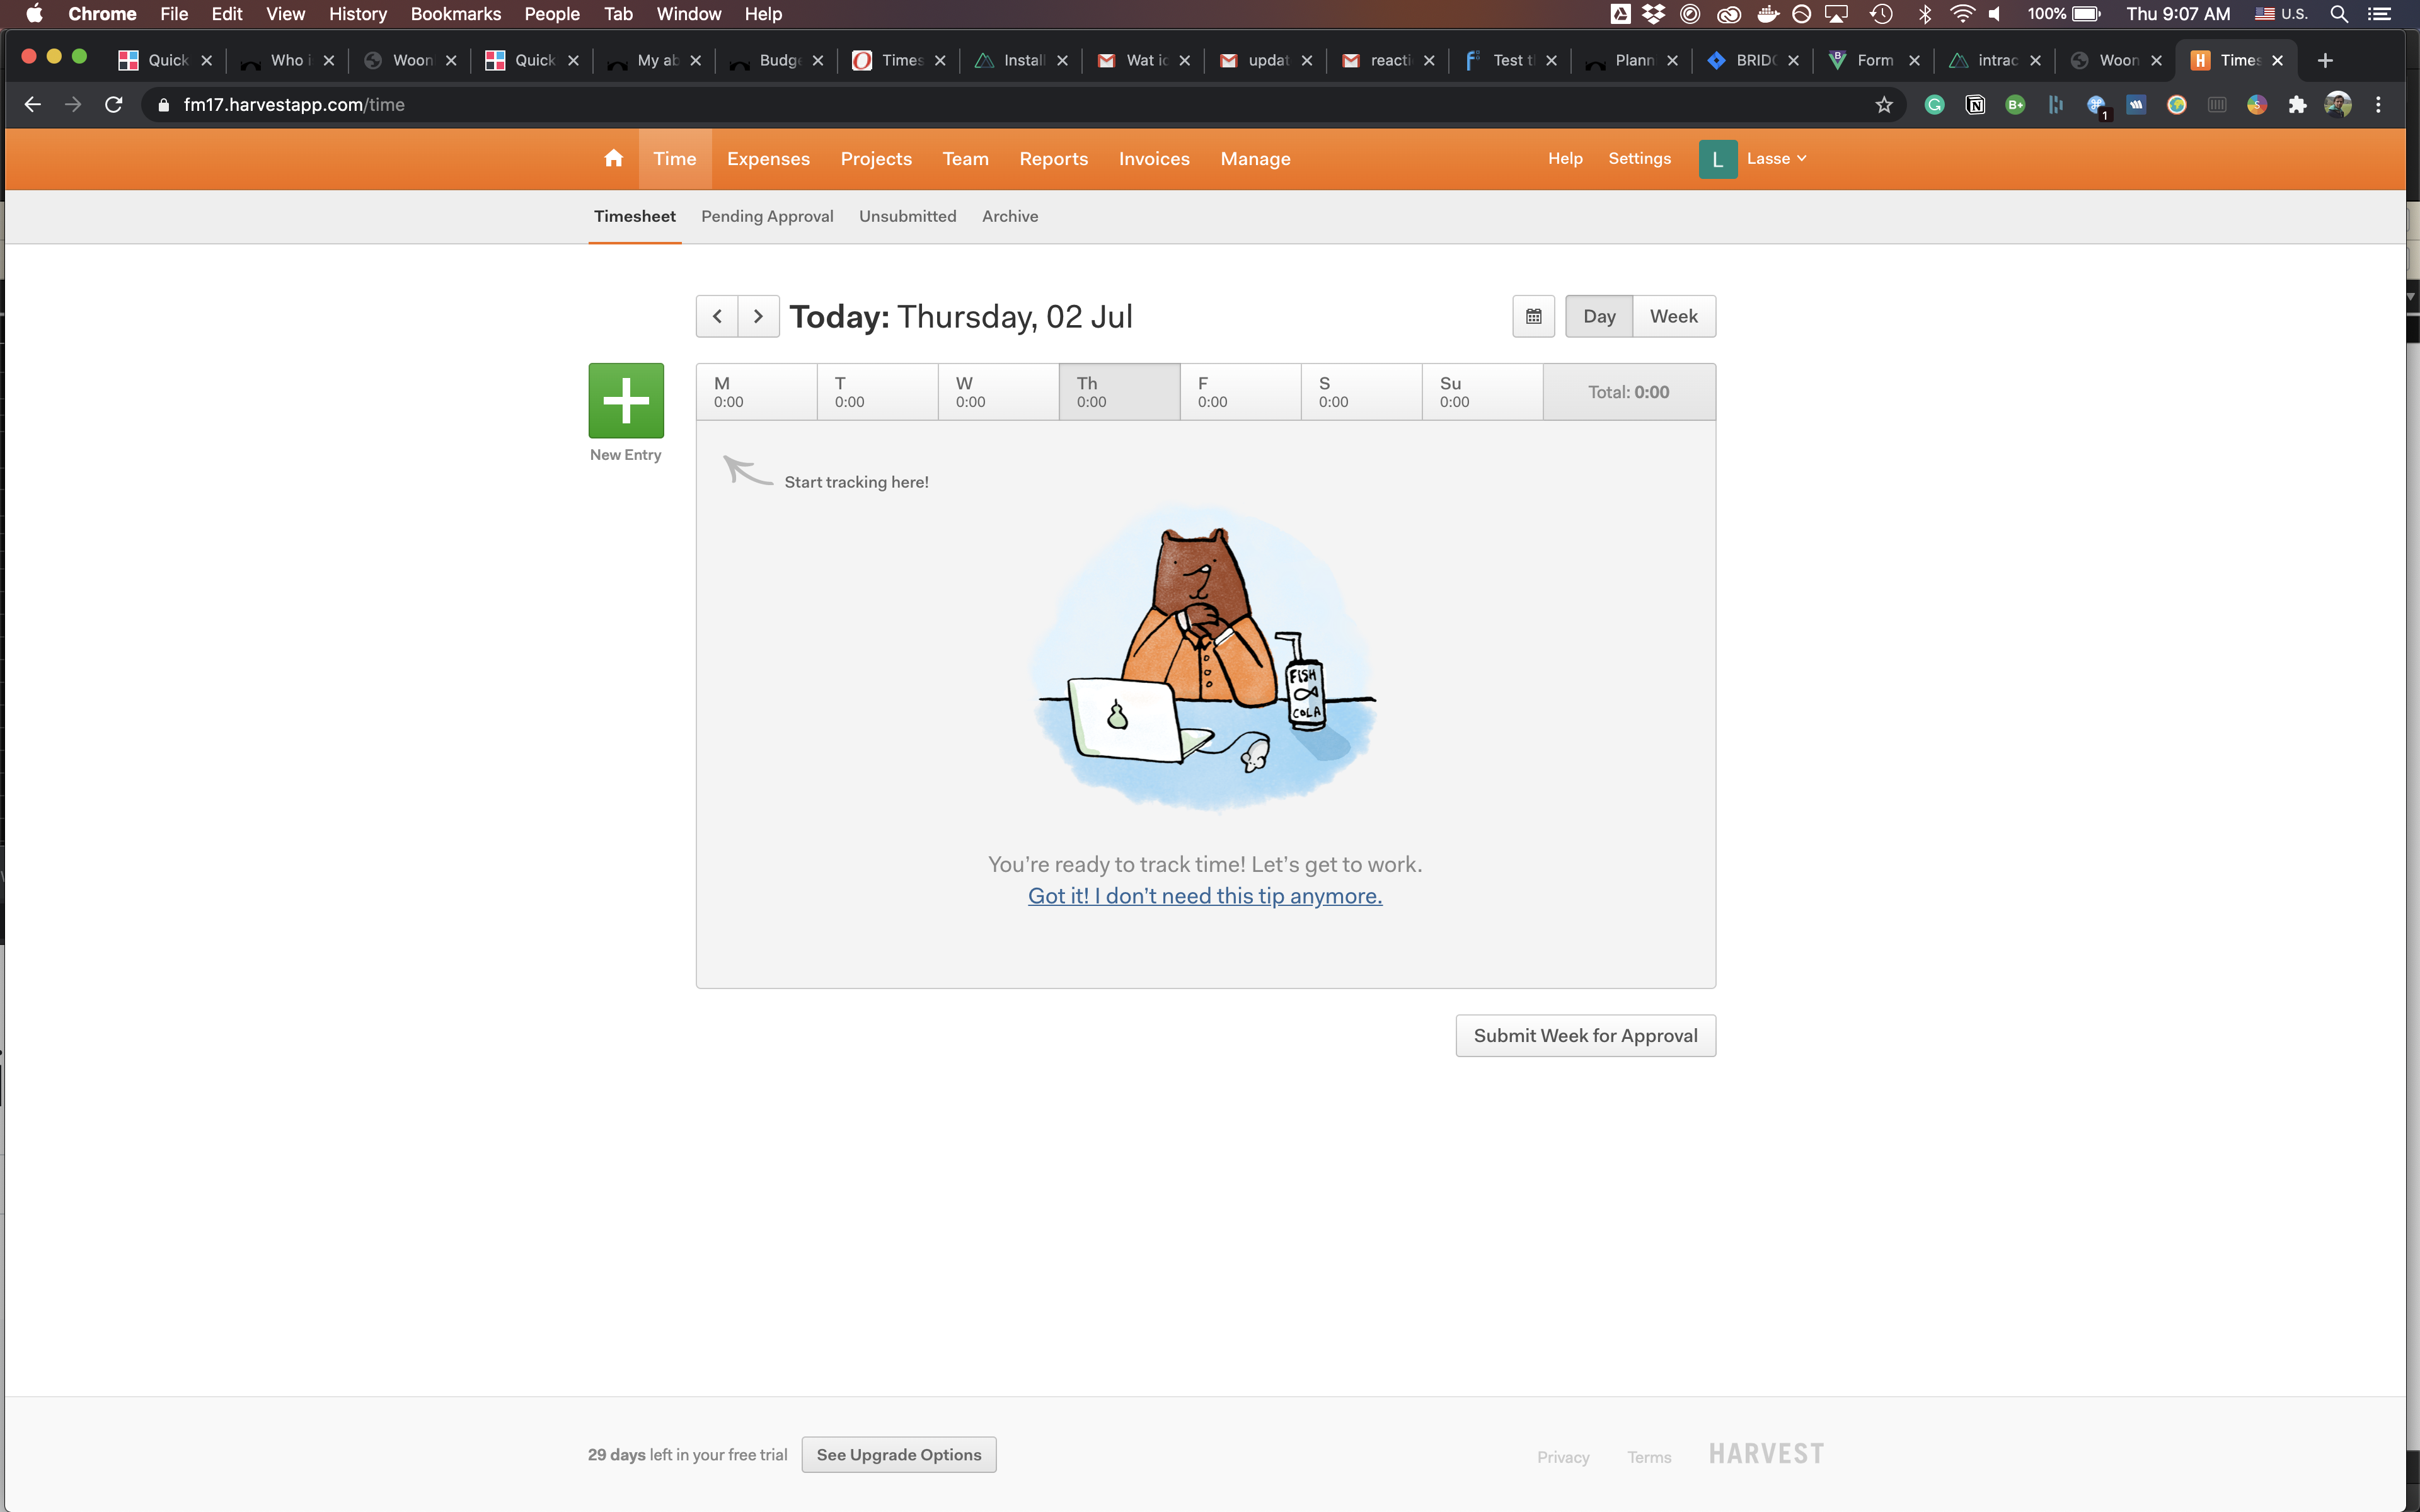 Chrome File Edit View History Bookmarks People Tab Window Help 100% Thu 9:07 AM U.S.
Quick Who i Woon Quick My ab Budge Times Install Wat ic updat reacti Test t Plann BRIDG Form intrac Woon Times
fm17.harvestapp.com/time
1
Time Expenses Projects Team Reports Invoices Manage Help Settings L Lasse
Timesheet Pending Approval Unsubmitted Archive
Today: Thursday, 02 Jul Day Week
M T W Th F S Su
0:00 0:00 0:00 0:00 0:00 0:00 0:00 Total: 0:00
New Entry
Start tracking here!
FISH
COLA
You’re ready to track time! Let’s get to work.
Got it! I don’t need this tip anymore.
Submit Week for Approval
29 days left in your free trial See Upgrade Options Privacy Terms HARVEST